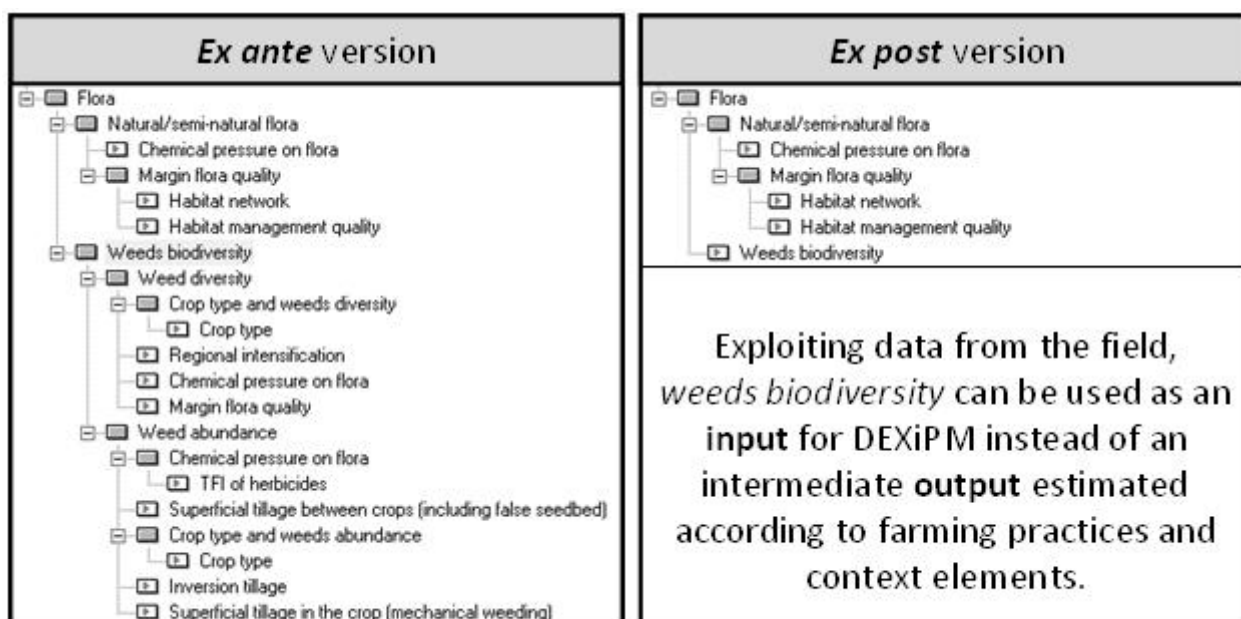 Ex ante version
Flora
Natural/semi-natural flora
Chemical pressure on flora
Margin flora quality
Habitat network
Habitat management quality
Weeds biodiversity
Weed diversity
Crop type and weeds diversity
Crop type
Regional intensification
Chemical pressure on flora
Margin flora quality
Weed abundance
Chemical pressure on flora
TFI of herbicides
Superficial tillage between crops (including false seedbed)
Crop type and weeds abundance
Crop type
Inversion tillage
Superficial tillage in the crop (mechanical weeding)
Ex post version
Flora
Natural/semi-natural flora
Chemical pressure on flora
Margin flora quality
Habitat network
Habitat management quality
Weeds biodiversity
Exploiting data from the field,
weeds biodiversity can be used as an
input for DEXiPM instead of an
intermediate output estimated
according to farming practices and
context elements.